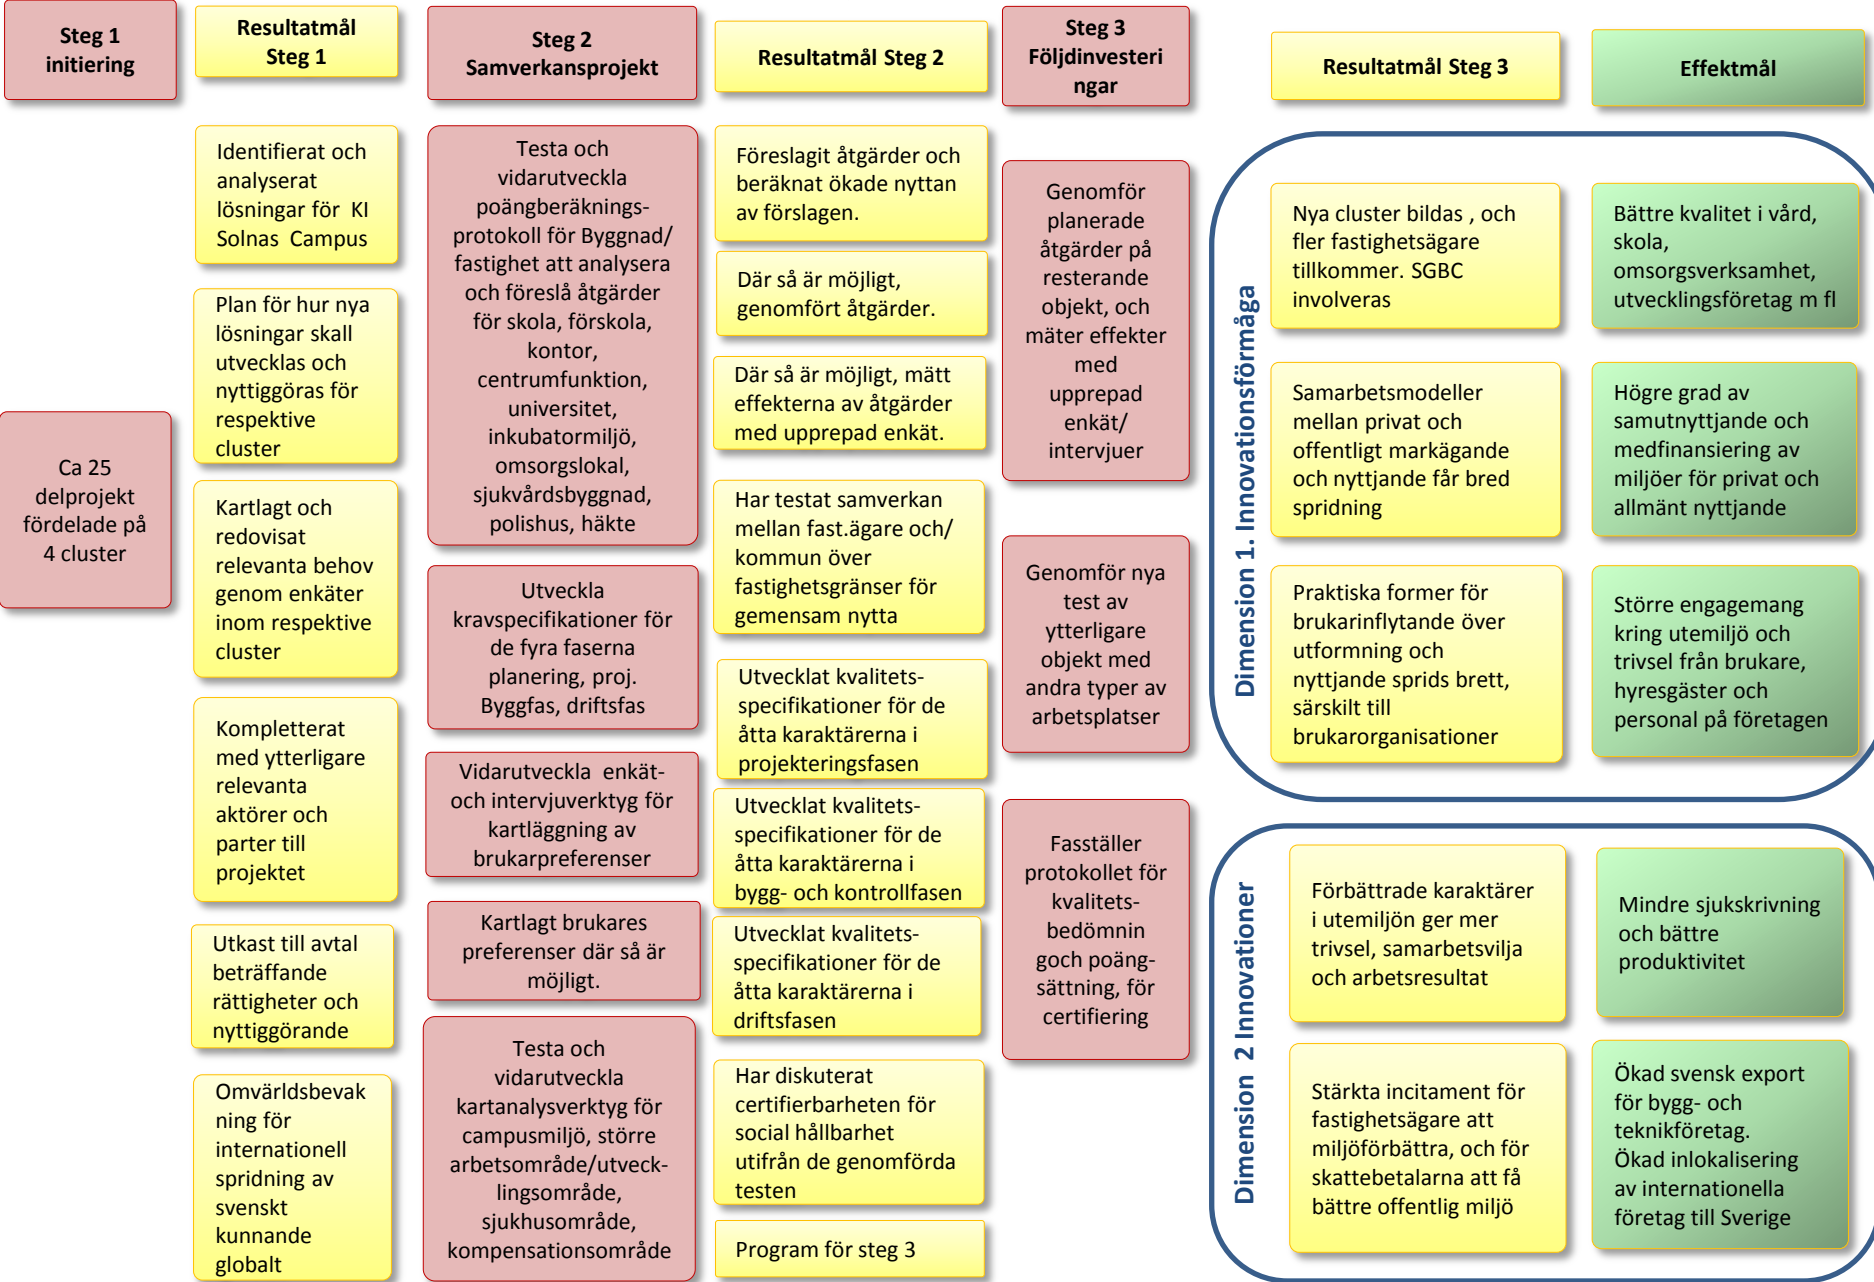 Steg 1
initiering
Resultatmål
Steg 1
Steg 2
Samverkansprojekt
Resultatmål Steg 2
Steg 3
Följdinvesteri
ngar
Resultatmål Steg 3
Effektmål
Ca 25
delprojekt
fördelade på
4 cluster
Identifierat och
analyserat
lösningar för  KI
Solnas  Campus
Plan för hur nya
lösningar skall
utvecklas och
nyttiggöras för
respektive
cluster
Kartlagt och
redovisat
relevanta behov
genom enkäter
inom respektive
cluster
Kompletterat
med ytterligare
relevanta
aktörer och
parter till
projektet
Utkast till avtal
beträffande
rättigheter och
nyttiggörande
Omvärldsbevak
ning för
internationell
spridning av
svenskt
kunnande
globalt
Testa och
vidarutveckla
poängberäknings-
protokoll för Byggnad/
fastighet att analysera
och föreslå åtgärder
för skola, förskola,
kontor,
centrumfunktion,
universitet,
inkubatormiljö,
omsorgslokal,
sjukvårdsbyggnad,
polishus, häkte
Utveckla
kravspecifikationer för
de fyra faserna
planering, proj.
Byggfas, driftsfas
Vidarutveckla  enkät-
och intervjuverktyg för
kartläggning av
brukarpreferenser
Kartlagt brukares
preferenser där så är
möjligt.
Testa och
vidarutveckla
kartanalysverktyg för
campusmiljö, större
arbetsområde/utveck-
lingsområde,
sjukhusområde,
kompensationsområde
Föreslagit åtgärder och
beräknat ökade nyttan
av förslagen.
Där så är möjligt,
genomfört åtgärder.
Där så är möjligt, mätt
effekterna av åtgärder
med upprepad enkät.
Har testat samverkan
mellan fast.ägare och/
kommun över
fastighetsgränser för
gemensam nytta
Utvecklat kvalitets-
specifikationer för de
åtta karaktärerna i
projekteringsfasen
Utvecklat kvalitets-
specifikationer för de
åtta karaktärerna i
bygg- och kontrollfasen
Utvecklat kvalitets-
specifikationer för de
åtta karaktärerna i
driftsfasen
Har diskuterat
certifierbarheten för
social hållbarhet
utifrån de genomförda
testen
Program för steg 3
Genomför
planerade
åtgärder på
resterande
objekt, och
mäter effekter
med
upprepad
enkät/
intervjuer
Genomför nya
test av
ytterligare
objekt med
andra typer av
arbetsplatser
Fasställer
protokollet för
kvalitets-
bedömnin
goch poäng-
sättning, för
certifiering
Dimension 1. Innovationsförmåga
Nya cluster bildas , och
fler fastighetsägare
tillkommer. SGBC
involveras
Bättre kvalitet i vård,
skola,
omsorgsverksamhet,
utvecklingsföretag m fl
Samarbetsmodeller
mellan privat och
offentligt markägande
och nyttjande får bred
spridning
Högre grad av
samutnyttjande och
medfinansiering av
miljöer för privat och
allmänt nyttjande
Praktiska former för
brukarinflytande över
utformning och
nyttjande sprids brett,
särskilt till
brukarorganisationer
Större engagemang
kring utemiljö och
trivsel från brukare,
hyresgäster och
personal på företagen
Dimension  2 Innovationer
Förbättrade karaktärer
i utemiljön ger mer
trivsel, samarbetsvilja
och arbetsresultat
Mindre sjukskrivning
och bättre
produktivitet
Stärkta incitament för
fastighetsägare att
miljöförbättra, och för
skattebetalarna att få
bättre offentlig miljö
Ökad svensk export
för bygg- och
teknikföretag.
Ökad inlokalisering
av internationella
företag till Sverige